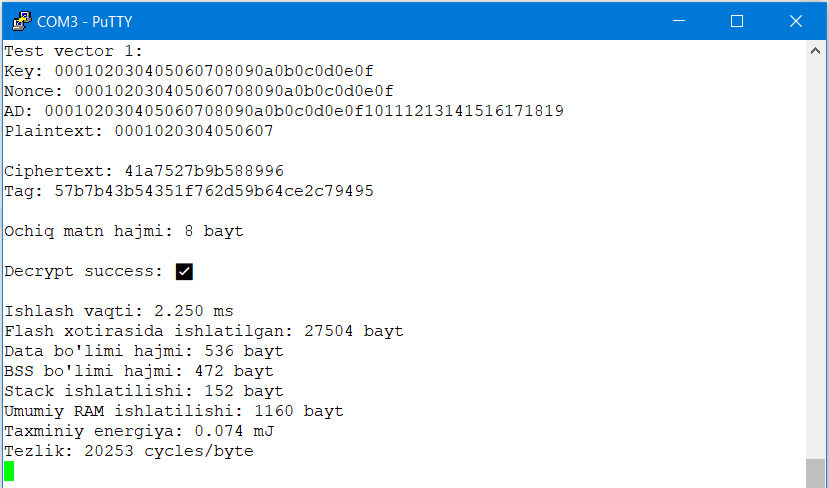 COM3 - PuTTY
Test vector 1:
Key: 000102030405060708090a0b0c0d0e0f
Nonce: 000102030405060708090a0b0c0d0e0f
AD: 000102030405060708090a0b0c0d0e0f10111213141516171819
Plaintext: 0001020304050607
Ciphertext: 41a7527b9b588996
Tag: 57b7b43b54351f762d59b64ce2c79495
Ochiq matn hajmi: 8 bayt
Decrypt success: ✓
Ishlash vaqti: 2.250 ms
Flash xotirasida ishlatilgan: 27504 bayt
Data bo'limi hajmi: 536 bayt
BSS bo'limi hajmi: 472 bayt
Stack ishlatilishi: 152 bayt
Umumiy RAM ishlatilishi: 1160 bayt
Taxminiy energiya: 0.074 mJ
Tezlik: 20253 cycles/byte